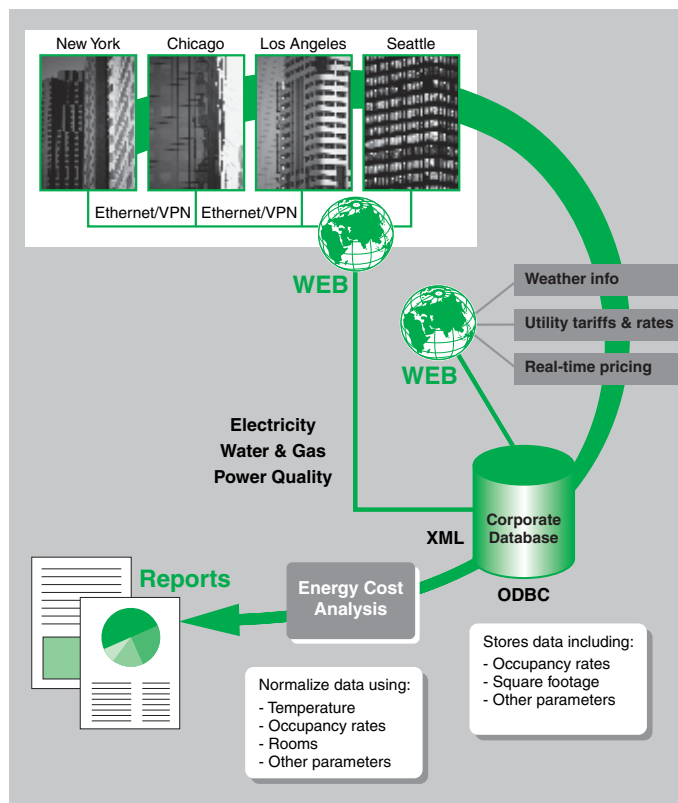 New York
Chicago
Los Angeles
Seattle
Ethernet/VPN
Ethernet/VPN
WEB
Weather info
Utility tariffs & rates
Real-time pricing
WEB
Electricity
Water & Gas
Power Quality
Corporate
Database
XML
ODBC
Reports
Energy Cost
Analysis
Stores data including:
- Occupancy rates
- Square footage
- Other parameters
Normalize data using:
- Temperature
- Occupancy rates
- Rooms
- Other parameters